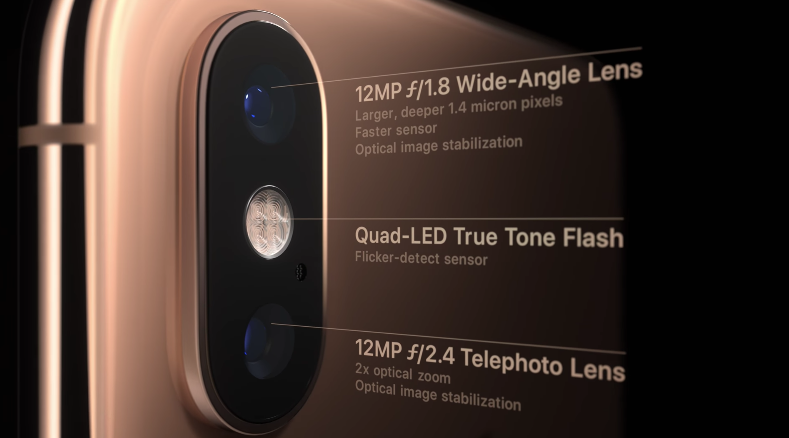 12MP ƒ/1.8 Wide-Angle Lens
Larger, deeper 1.4 micron pixels
Faster sensor
Optical image stabilization
Quad-LED True Tone Flash
Flicker-detect sensor
12MP ƒ/2.4 Telephoto Lens
2x optical zoom
Optical image stabilization